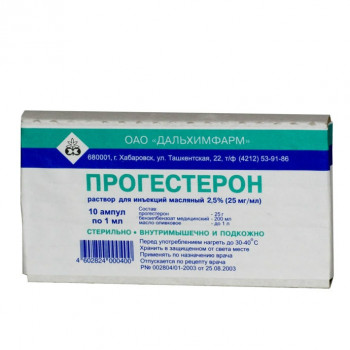 ОАО «ДАЛЬХИМФАРМ»
680001, г. Хабаровск, ул. Ташкентская, 22, т/ф (4212) 53-91-86
ПРОГЕСТЕРОН
раствор для инъекций масляный 2,5% (25 мг/мл)
10 ампул
по 1 мл
Состав
прогестерон - 25 г
бензилбензоат медицинский - 200 мл
масло оливковое - до 1 л
СТЕРИЛЬНО • ВНУТРИМЫШЕЧНО И ПОДКОЖНО
Перед употреблением нагреть до 30-40°С
Хранить в защищенном от света месте
Применять по назначению врача
Отпускается по рецепту врача
Р№ 002804/01-2003 от 25.08.2003
4 602824 000400